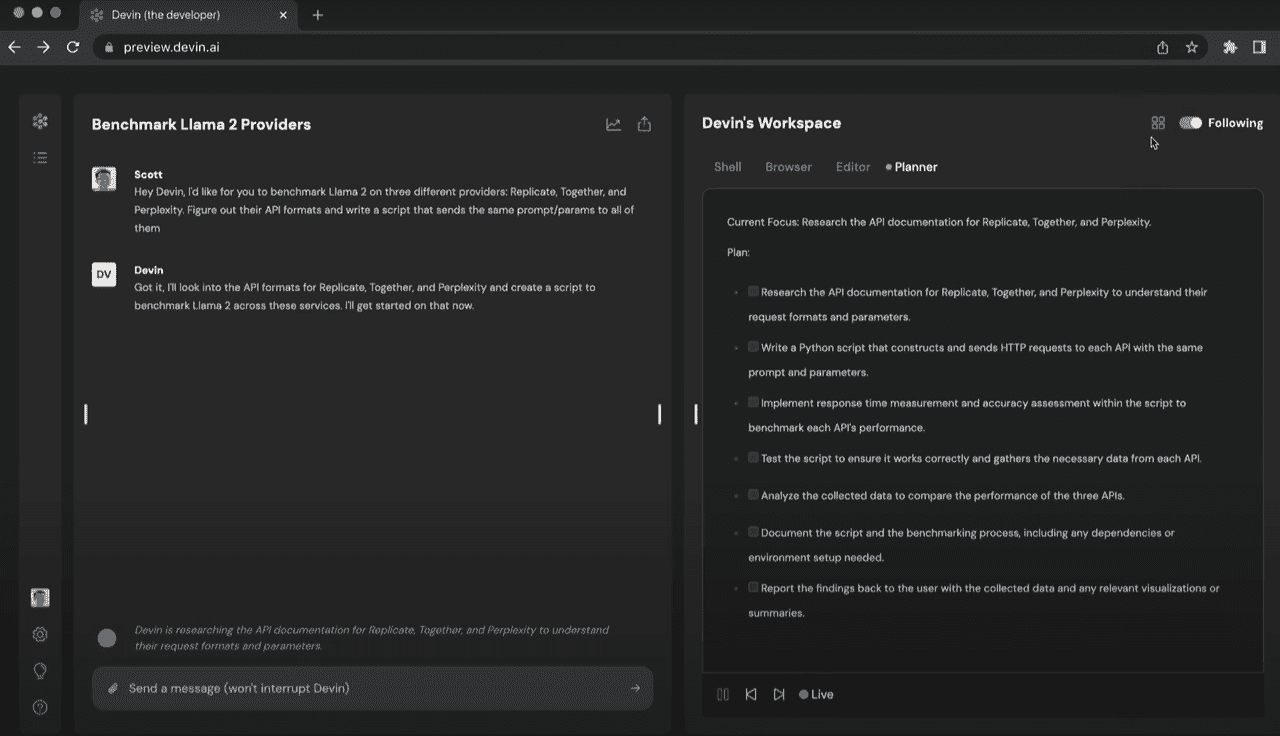 Devin (the developer)
preview.devin.ai
Benchmark Llama 2 Providers
Scott
Hey Devin, I'd like for you to benchmark Llama 2 on three different providers: Replicate, Together, and
Perplexity. Figure out their API formats and write a script that sends the same prompt/params to all of
them
DV
Devin
Got it, I'll look into the API formats for Replicate, Together, and Perplexity and create a script to
benchmark Llama 2 across these services. I'll get started on that now.
Devin is researching the API documentation for Replicate, Together, and Perplexity to understand
their request formats and parameters.
Send a message (won't interrupt Devin)
Devin's Workspace
Following
Shell Browser Editor Planner
Current Focus: Research the API documentation for Replicate, Together, and Perplexity.
Plan:
Research the API documentation for Replicate, Together, and Perplexity to understand their
request formats and parameters.
Write a Python script that constructs and sends HTTP requests to each API with the same
prompt and parameters.
Implement response time measurement and accuracy assessment within the script to
benchmark each API's performance.
Test the script to ensure it works correctly and gathers the necessary data from each API.
Analyze the collected data to compare the performance of the three APIs.
Document the script and the benchmarking process, including any dependencies or
environment setup needed.
Report the findings back to the user with the collected data and any relevant visualizations or
summaries.
Live